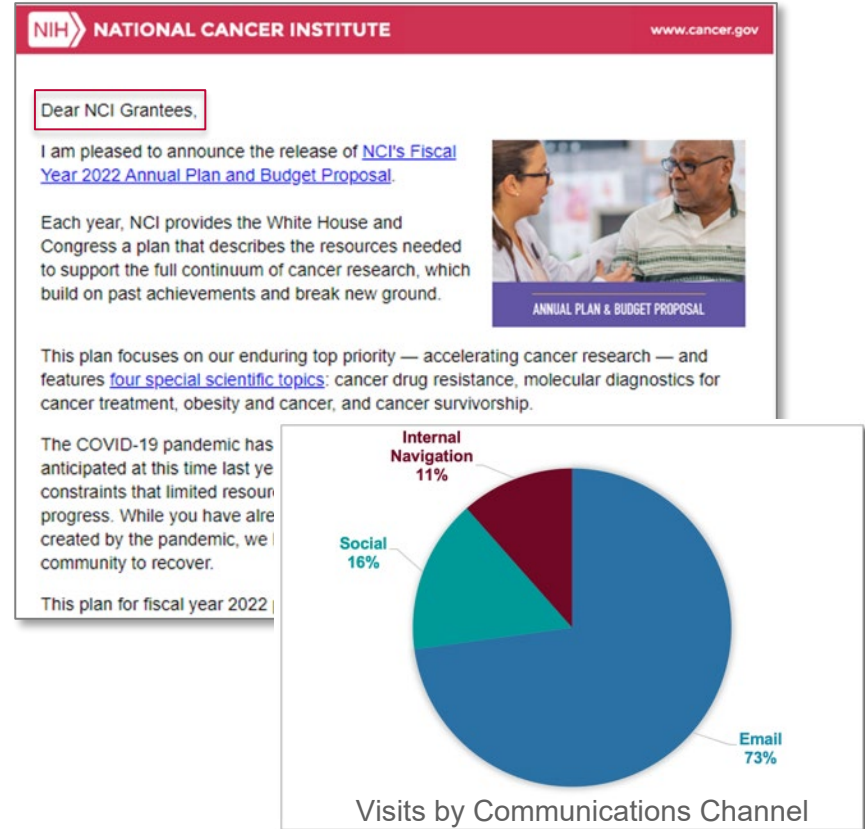 NIH NATIONAL CANCER INSTITUTE www.cancer.gov
Dear NCI Grantees,
I am pleased to announce the release of NCI's Fiscal
Year 2022 Annual Plan and Budget Proposal.
Each year, NCI provides the White House and
Congress a plan that describes the resources needed
to support the full continuum of cancer research, which
build on past achievements and break new ground.
ANNUAL PLAN & BUDGET PROPOSAL
This plan focuses on our enduring top priority — accelerating cancer research — and
features four special scientific topics: cancer drug resistance, molecular diagnostics for
cancer treatment, obesity and cancer, and cancer survivorship.
The COVID-19 pandemic has
anticipated at this time last ye
constraints that limited resour
progress. While you have alre
created by the pandemic, we
community to recover.
This plan for fiscal year 2022
Internal
Navigation
11%
Social
16%
Email
73%
Visits by Communications Channel